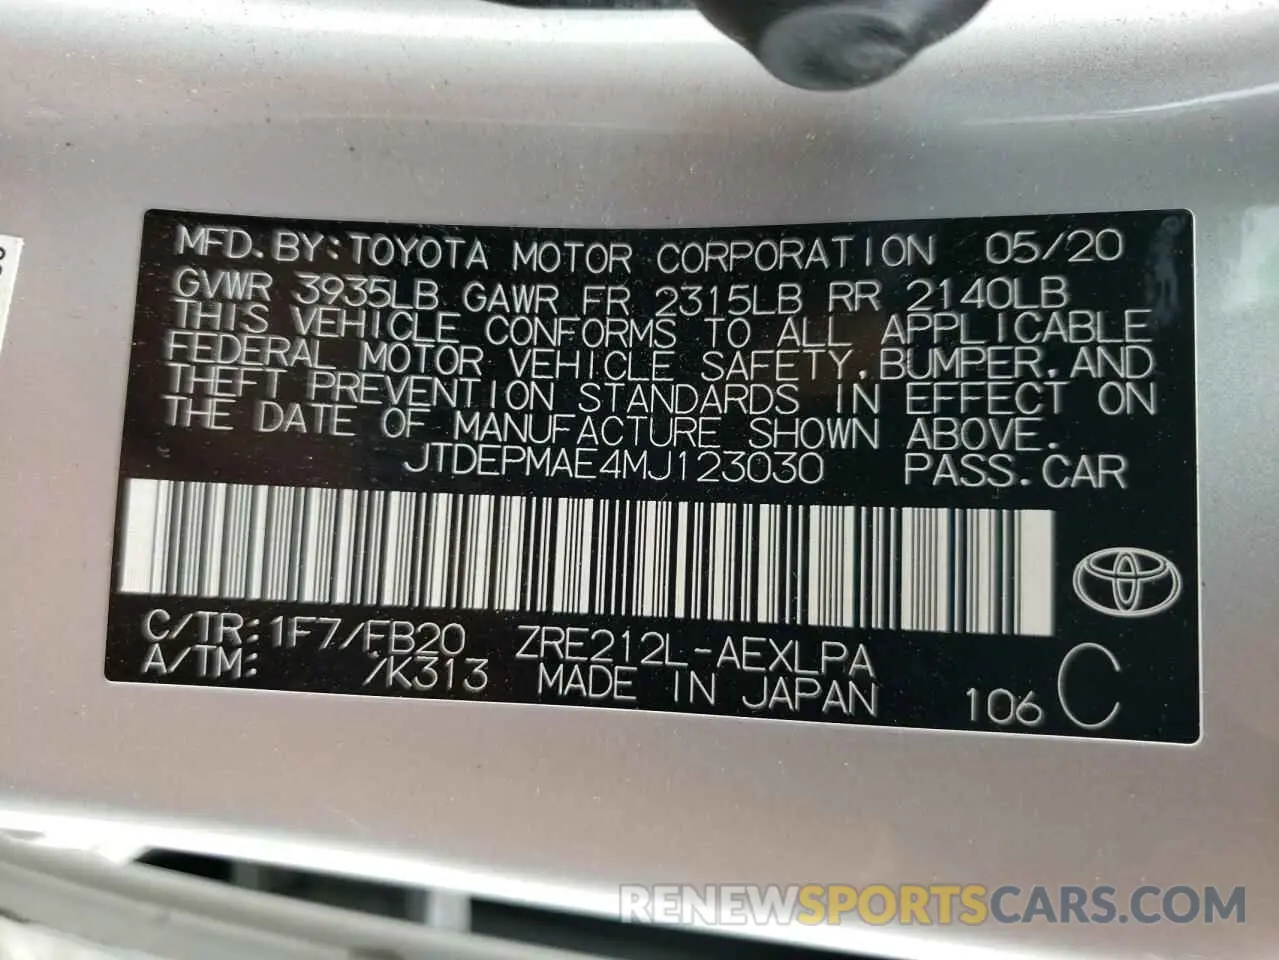 MFD. BY: TOYOTA MOTOR CORPORATION 05/20
GVWR 3935LB GAWR FR 2315LB RR 2140LB
THIS VEHICLE CONFORMS TO ALL APPLICABLE
FEDERAL MOTOR VEHICLE SAFETY, BUMPER, AND
THEFT PREVENTION STANDARDS IN EFFECT ON
THE DATE OF MANUFACTURE SHOWN ABOVE.
JTDEPMAE4MJ123030 PASS. CAR
C/TR: 1F7/FB20 ZRE212L-AEXLPA
A/TM: /K313 MADE IN JAPAN 106 C
RENEWSPORTSCARS.COM